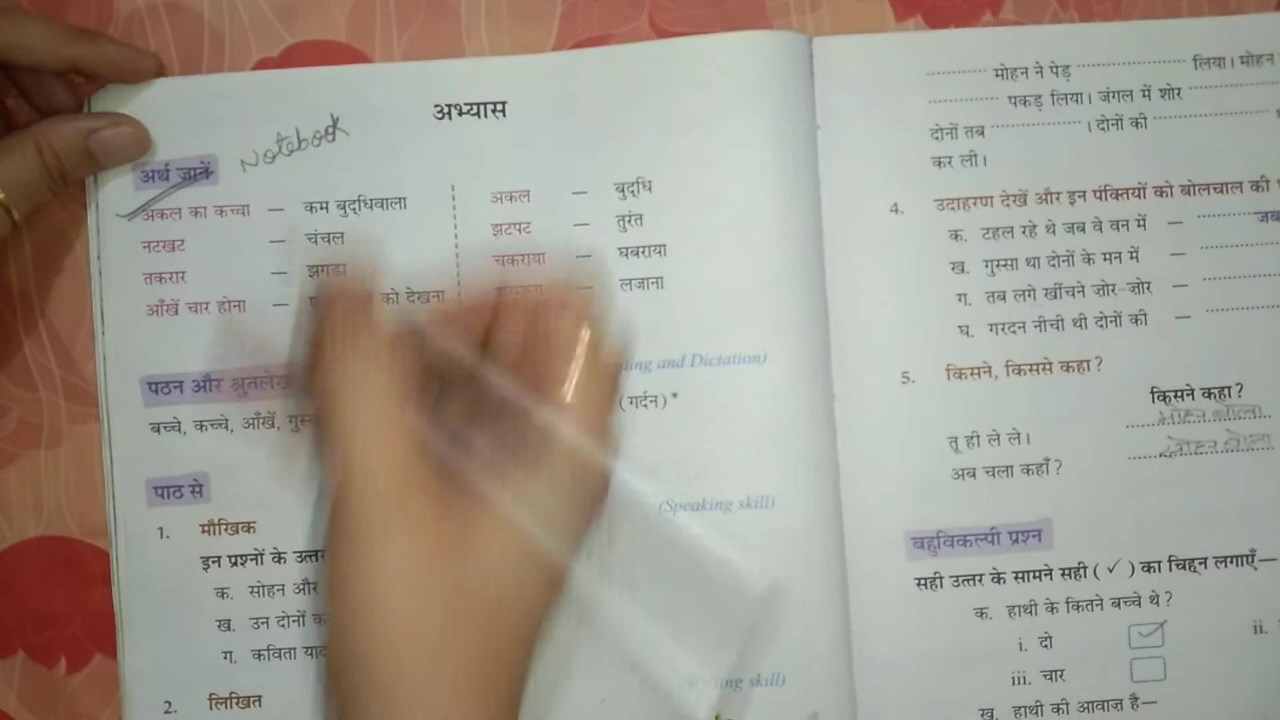 अभ्यास
Notebook
अर्थ जानें
अकल का कच्चा — कम बुद्धिवाला
नटखट — चंचल
तकरार — झगड़ा
आँखें चार होना — को देखना
अकल — बुद्धि
झटपट — तुरंत
चकराया — घबराया
— लजाना
पठन और श्रुतलेख
and Dictation)
बच्चे, कच्चे, आँखें,
(गर्दन)*
पाठ से
(Speaking skill)
1. मौखिक
इन प्रश्नों के उत्तर
क. सोहन और
ख. उन दोनों
ग. कविता
2. लिखित
skill)
मोहन ने पेड़ लिया। मोहन
पकड़ लिया। जंगल में शोर
दोनों तब । दोनों की
कर ली।
4. उदाहरण देखें और इन पंक्तियों को बोलचाल की
क. टहल रहे थे जब वे वन में — जब
ख. गुस्सा था दोनों के मन में —
ग. तब लगे खींचने ज़ोर-ज़ोर —
घ. गरदन नीची थी दोनों की —
5. किसने, किससे कहा?
किसने कहा?
तू ही ले ले।
अब चला कहाँ?
बहुविकल्पी प्रश्न
सही उत्तर के सामने सही (✓) का चिह्न लगाएँ—
क. हाथी के कितने बच्चे थे?
i. दो ✓ ii.
iii. चार
ख. हाथी की आवाज़ है—